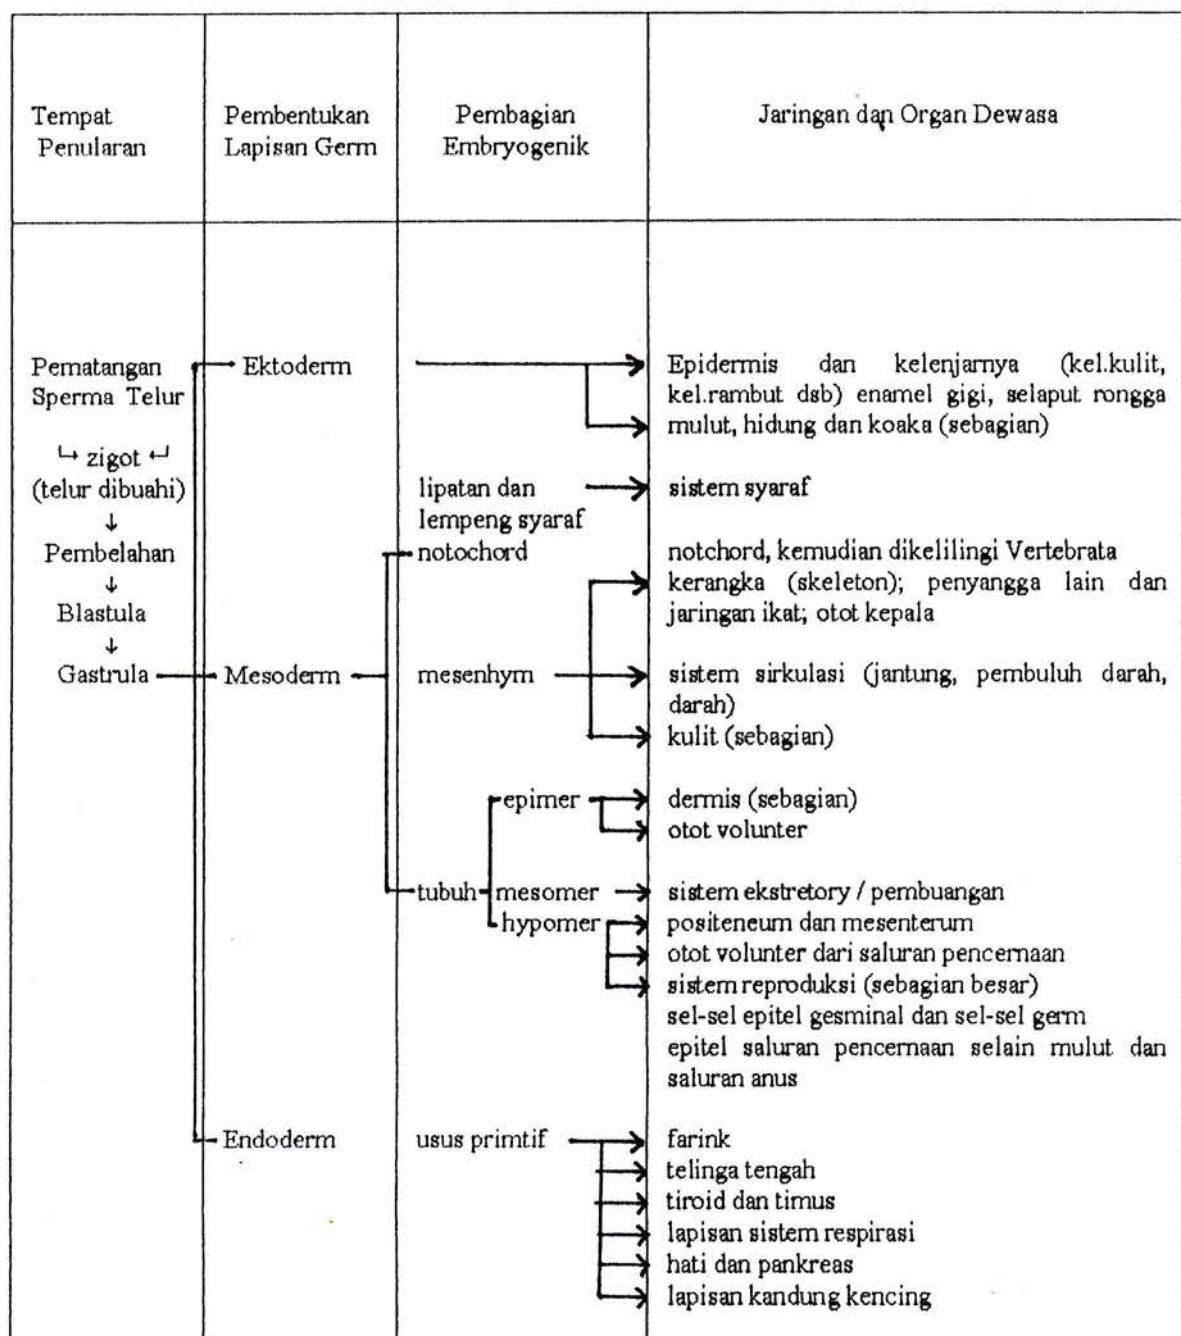 Tempat
Penularan
Pembentukan
Lapisan Germ
Pembagian
Embryogenik
Jaringan dan Organ Dewasa
Pematangan
Sperma Telur
↳ zigot ↲
(telur dibuahi)
↓
Pembelahan
↓
Blastula
↓
Gastrula
Ektoderm
Mesoderm
Endoderm
lipatan dan
lempeng syaraf
notochord
mesenhym
epimer
tubuh
mesomer
hypomer
usus primtif
Epidermis dan kelenjarnya (kel.kulit,
kel.rambut dsb) enamel gigi, selaput rongga
mulut, hidung dan koaka (sebagian)
sistem syaraf
notchord, kemudian dikelilingi Vertebrata
kerangka (skeleton); penyangga lain dan
jaringan ikat; otot kepala
sistem sirkulasi (jantung, pembuluh darah,
darah)
kulit (sebagian)
dermis (sebagian)
otot volunter
sistem ekstretory / pembuangan
positeneum dan mesenterum
otot volunter dari saluran pencernaan
sistem reproduksi (sebagian besar)
sel-sel epitel gesminal dan sel-sel germ
epitel saluran pencernaan selain mulut dan
saluran anus
farink
telinga tengah
tiroid dan timus
lapisan sistem respirasi
hati dan pankreas
lapisan kandung kencing